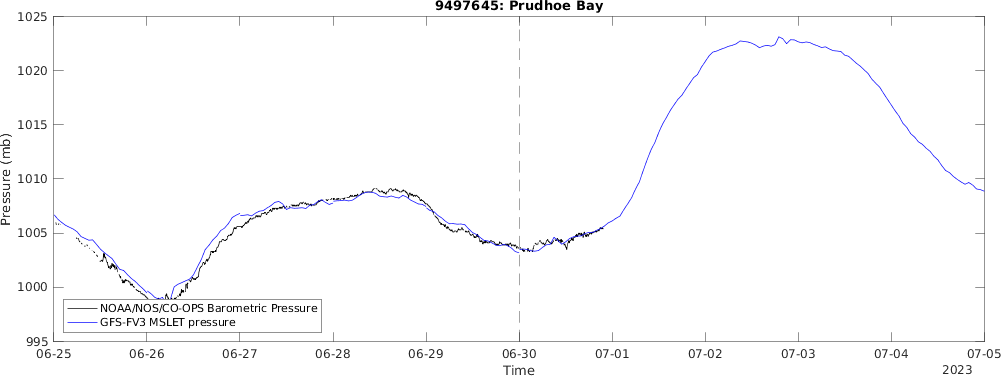 9497645: Prudhoe Bay
Pressure (mb)
1025
1020
1015
1010
1005
1000
995
NOAA/NOS/CO-OPS Barometric Pressure
GFS-FV3 MSLET pressure
06-25 06-26 06-27 06-28 06-29 06-30 07-01 07-02 07-03 07-04 07-05
Time
2023